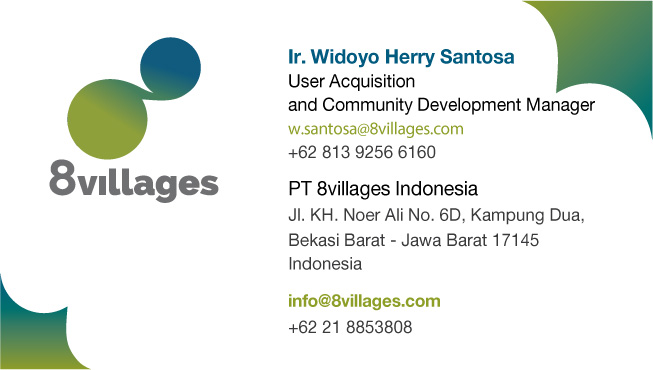 8villages
Ir. Widoyo Herry Santosa
User Acquisition
and Community Development Manager
w.santosa@8villages.com
+62 813 9256 6160
PT 8villages Indonesia
Jl. KH. Noer Ali No. 6D, Kampung Dua,
Bekasi Barat - Jawa Barat 17145
Indonesia
info@8villages.com
+62 21 8853808